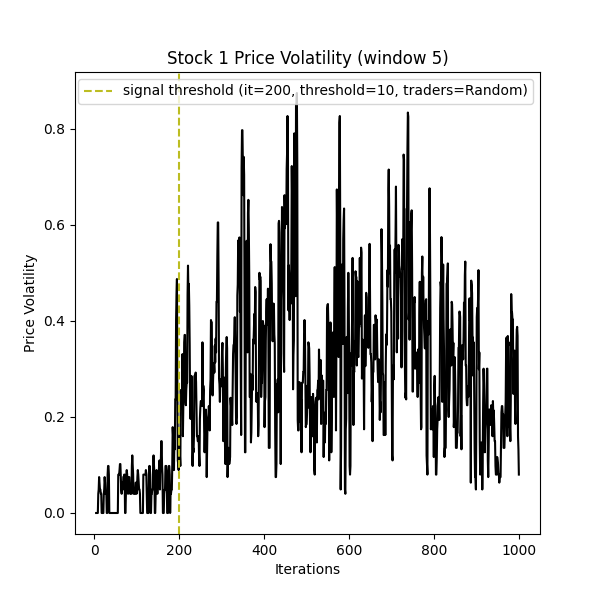 Stock 1 Price Volatility (window 5)
signal threshold (it=200, threshold=10, traders=Random)
Price Volatility
0.8
0.6
0.4
0.2
0.0
0 200 400 600 800 1000
Iterations